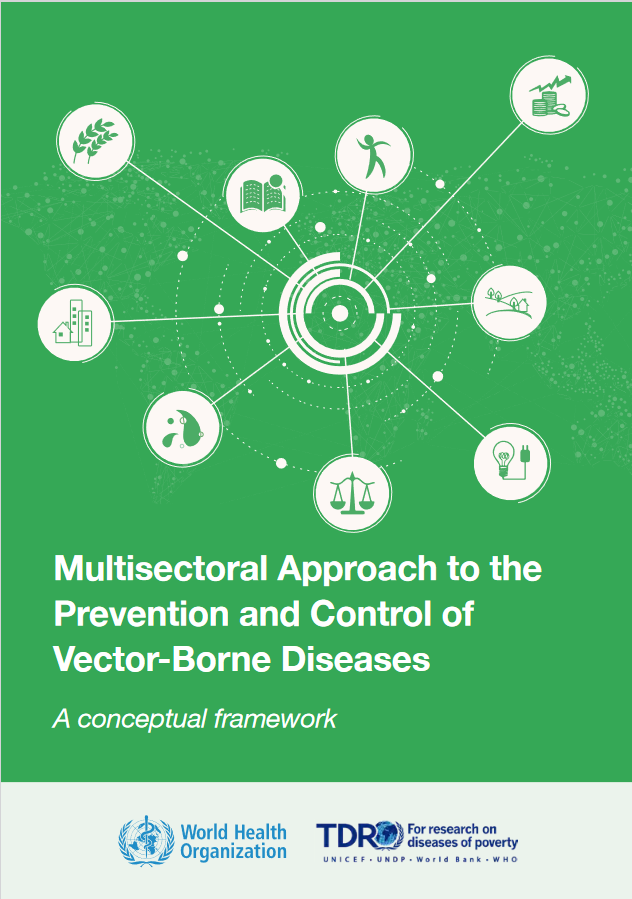 Multisectoral Approach to the
Prevention and Control of
Vector-Borne Diseases
A conceptual framework
World Health
Organization
TDR
For research on
diseases of poverty
UNICEF · UNDP · World Bank · WHO